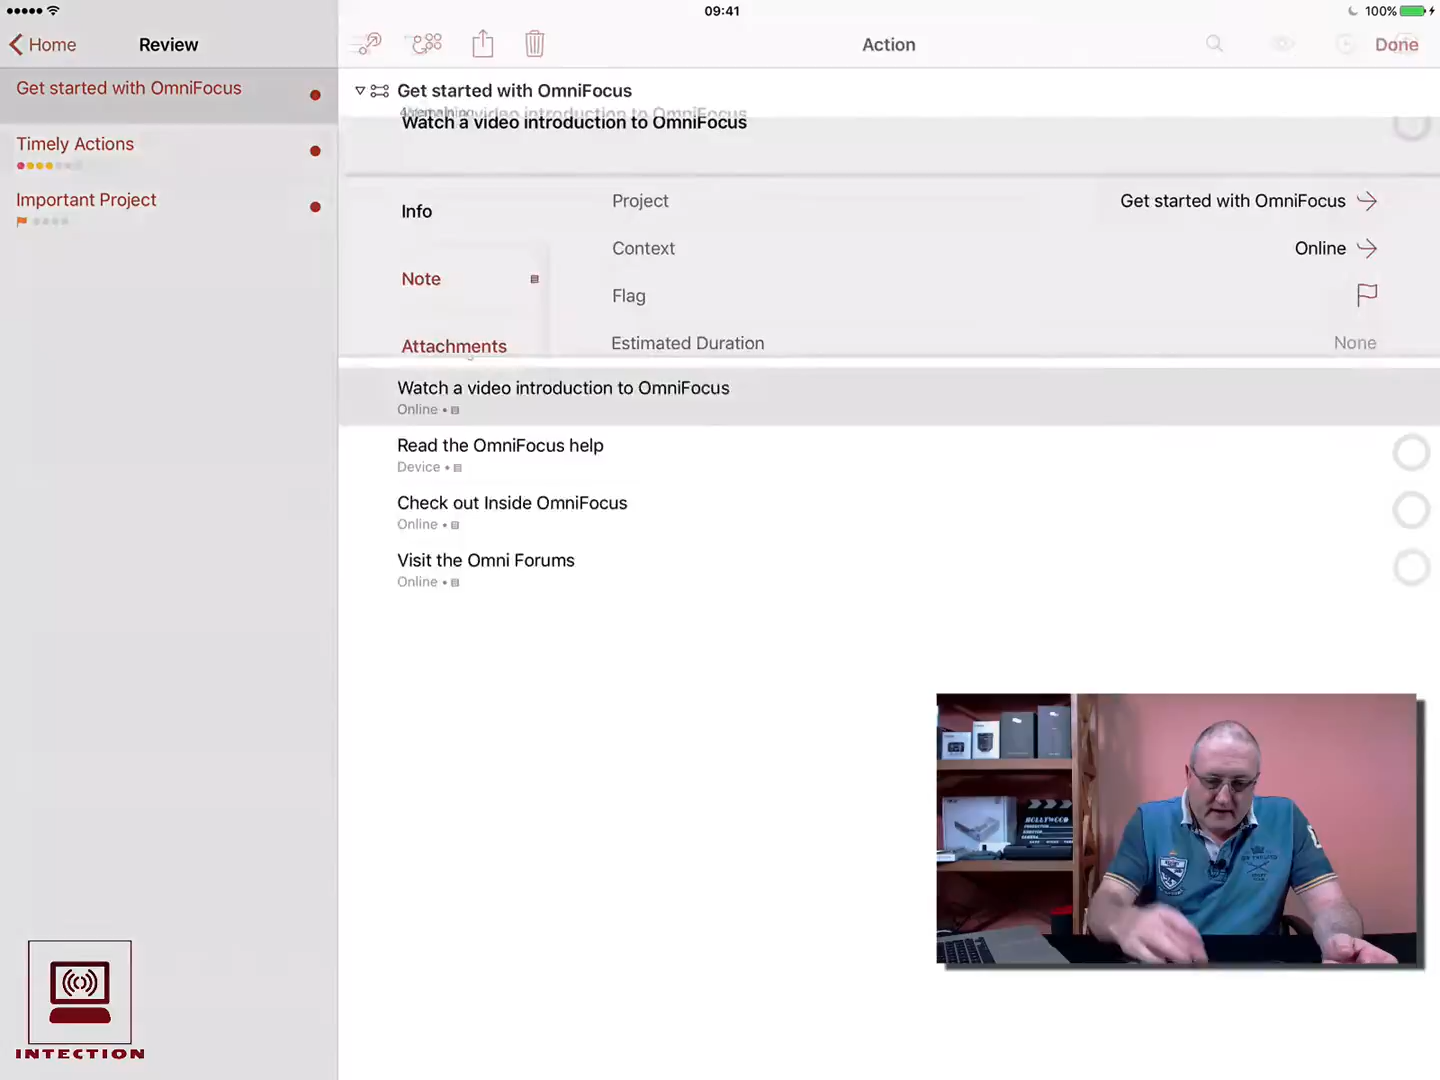 09:41
100%
Home
Review
Action
Done
Get started with OmniFocus
Timely Actions
Important Project
Get started with OmniFocus
Watch a video introduction to OmniFocus
Info
Project
Get started with OmniFocus
Context
Online
Note
Flag
Attachments
Estimated Duration
None
Watch a video introduction to OmniFocus
Online •
Read the OmniFocus help
Device •
Check out Inside OmniFocus
Online •
Visit the Omni Forums
Online •
HOLLYWOOD
INTECTION